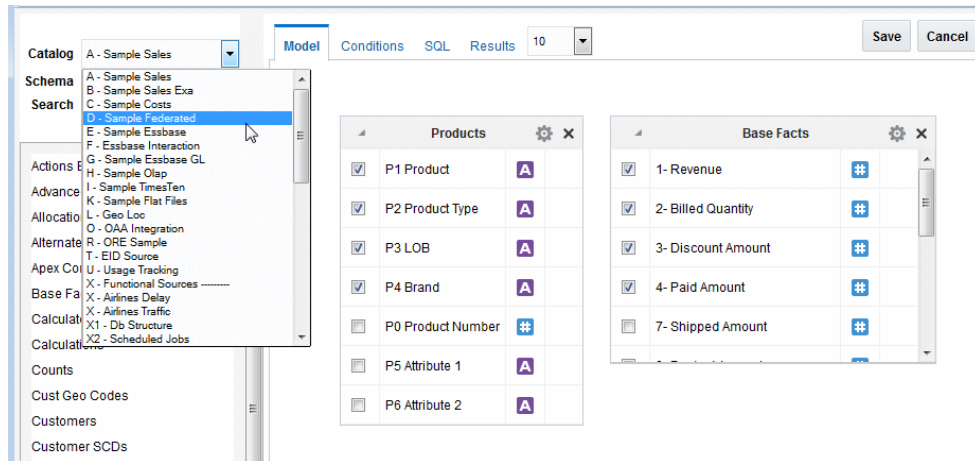 Catalog A - Sample Sales
Schema
Search
A - Sample Sales
B - Sample Sales Exa
C - Sample Costs
D - Sample Federated
E - Sample Essbase
F - Essbase Interaction
G - Sample Essbase GL
H - Sample Olap
I - Sample TimesTen
K - Sample Flat Files
L - Geo Loc
O - OAA Integration
R - ORE Sample
T - EID Source
U - Usage Tracking
X - Functional Sources ---------
X - Airlines Delay
X - Airlines Traffic
X1 - Db Structure
X2 - Scheduled Jobs
Actions
Advance
Allocatio
Alternate
Apex Co
Base Fa
Calculat
Calculations
Counts
Cust Geo Codes
Customers
Customer SCDs
Model Conditions SQL Results 10
Save Cancel
Products
P1 Product A
P2 Product Type A
P3 LOB A
P4 Brand A
P0 Product Number #
P5 Attribute 1 A
P6 Attribute 2 A
Base Facts
1- Revenue #
2- Billed Quantity #
3- Discount Amount #
4- Paid Amount #
7- Shipped Amount #